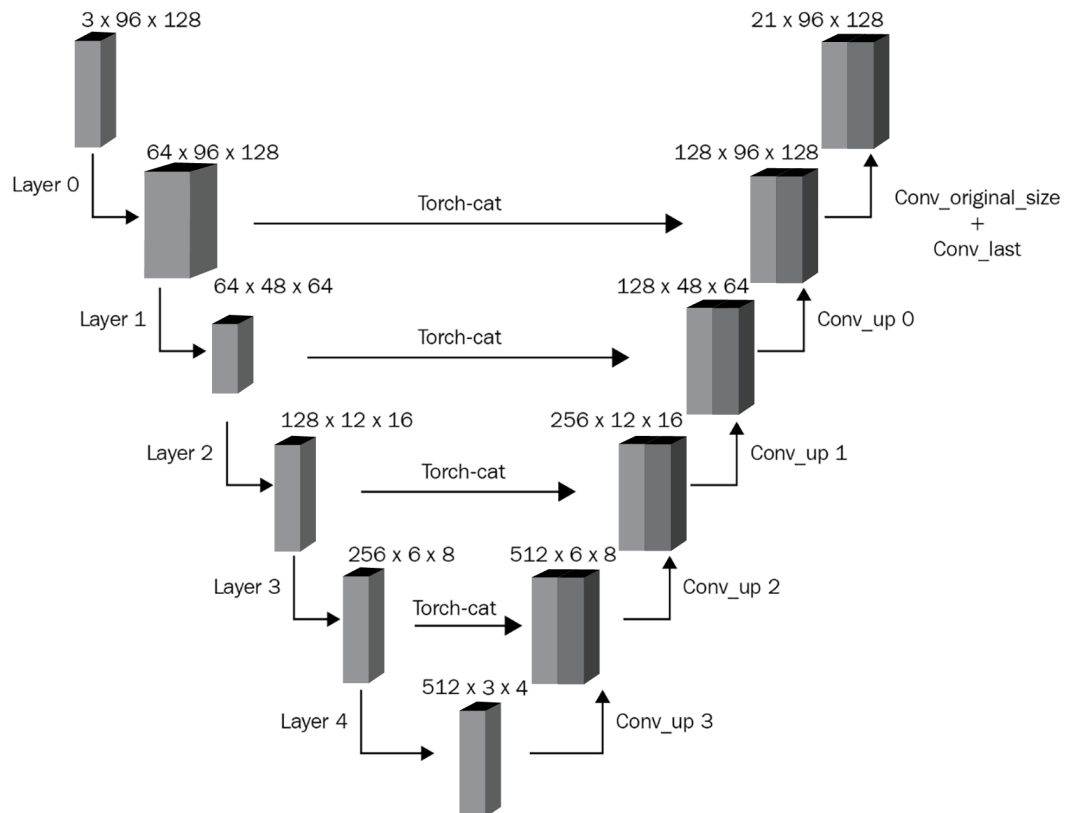 3 x 96 x 128
21 x 96 x 128
64 x 96 x 128
128 x 96 x 128
Layer 0
Torch-cat
Conv_original_size
+
Conv_last
64 x 48 x 64
128 x 48 x 64
Layer 1
Torch-cat
Conv_up 0
128 x 12 x 16
256 x 12 x 16
Layer 2
Torch-cat
Conv_up 1
256 x 6 x 8
512 x 6 x 8
Layer 3
Torch-cat
Conv_up 2
512 x 3 x 4
Layer 4
Conv_up 3